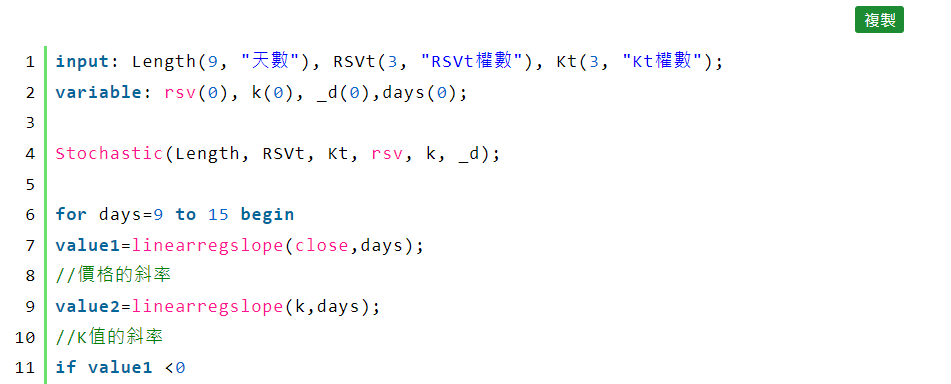 複製
1 input: Length(9, "天數"), RSVt(3, "RSVt權數"), Kt(3, "Kt權數");
2 variable: rsv(0), k(0), _d(0),days(0);
3
4 Stochastic(Length, RSVt, Kt, rsv, k, _d);
5
6 for days=9 to 15 begin
7 value1=linearregslope(close,days);
8 //價格的斜率
9 value2=linearregslope(k,days);
10 //K值的斜率
11 if value1 <0